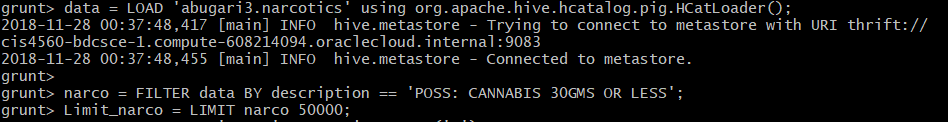 grunt> data = LOAD 'abugari3.narcotics' using org.apache.hive.hcatalog.pig.HCatLoader();
2018-11-28 00:37:48,417 [main] INFO  hive.metastore - Trying to connect to metastore with URI thrift://
cis4560-bdcsce-1.compute-608214094.oraclecloud.internal:9083
2018-11-28 00:37:48,455 [main] INFO  hive.metastore - Connected to metastore.
grunt>
grunt> narco = FILTER data BY description == 'POSS: CANNABIS 30GMS OR LESS';
grunt> Limit_narco = LIMIT narco 50000;